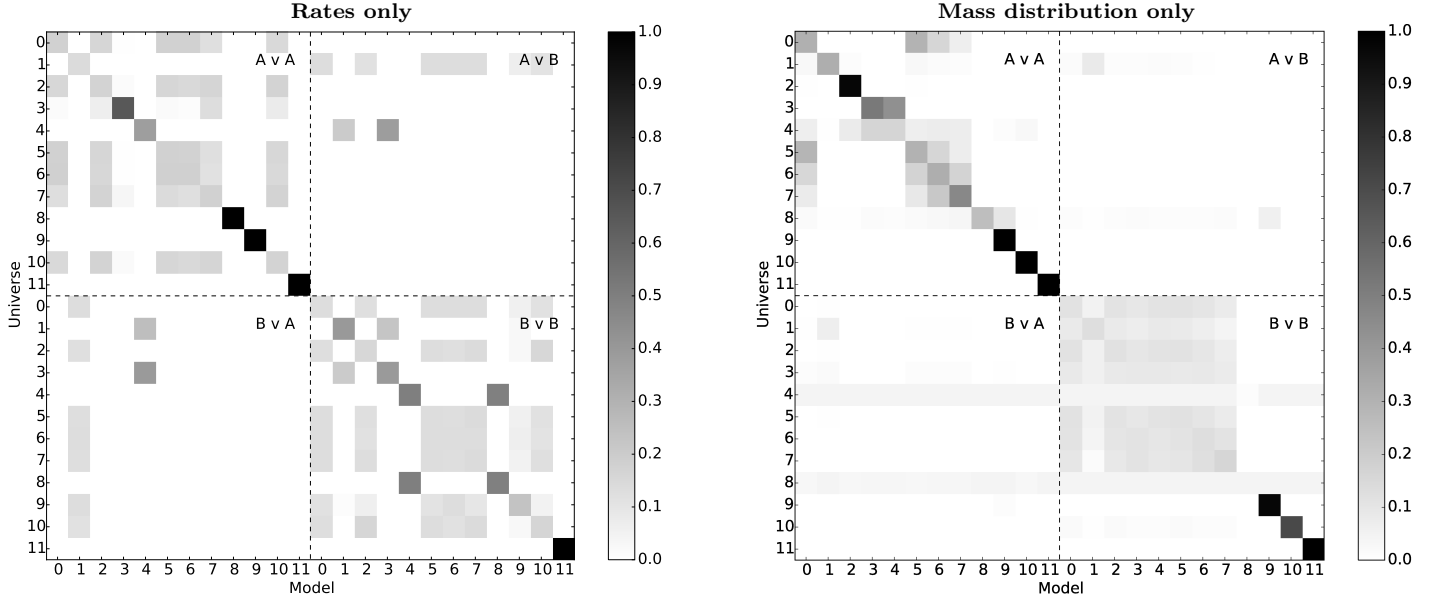 Rates only
Mass distribution only
0 1.0 0 1.0
1 A v A A v B 1 A v A A v B
2 0.9 2 0.9
3 3
4 0.8 4 0.8
5 5
6 0.7 6 0.7
7 7
8 0.6 8 0.6
9 9
10 10
11 0.5 11 0.5
0 0
1 B v A B v B 1 B v A B v B
2 0.4 2 0.4
3 3
4 0.3 4 0.3
5 5
6 0.2 6 0.2
7 7
8 8
9 0.1 9 0.1
10 10
11 0.0 11 0.0
Universe
Universe
0 1 2 3 4 5 6 7 8 9 10 11 0 1 2 3 4 5 6 7 8 9 10 11
0 1 2 3 4 5 6 7 8 9 10 11 0 1 2 3 4 5 6 7 8 9 10 11
Model
Model